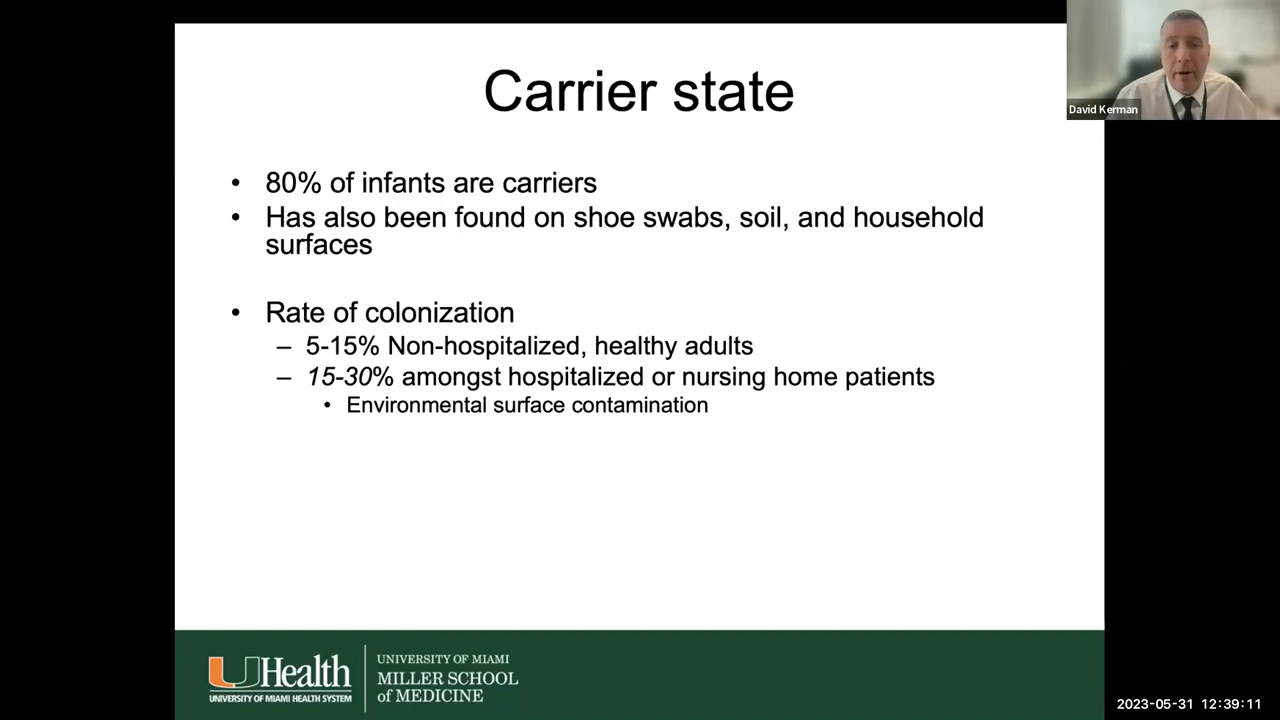 Carrier state
• 80% of infants are carriers
• Has also been found on shoe swabs, soil, and household
surfaces
• Rate of colonization
– 5-15% Non-hospitalized, healthy adults
– 15-30% amongst hospitalized or nursing home patients
• Environmental surface contamination
David Kerman
UHealth
UNIVERSITY OF MIAMI HEALTH SYSTEM
UNIVERSITY OF MIAMI
MILLER SCHOOL
of MEDICINE
2023-05-31 12:39:11